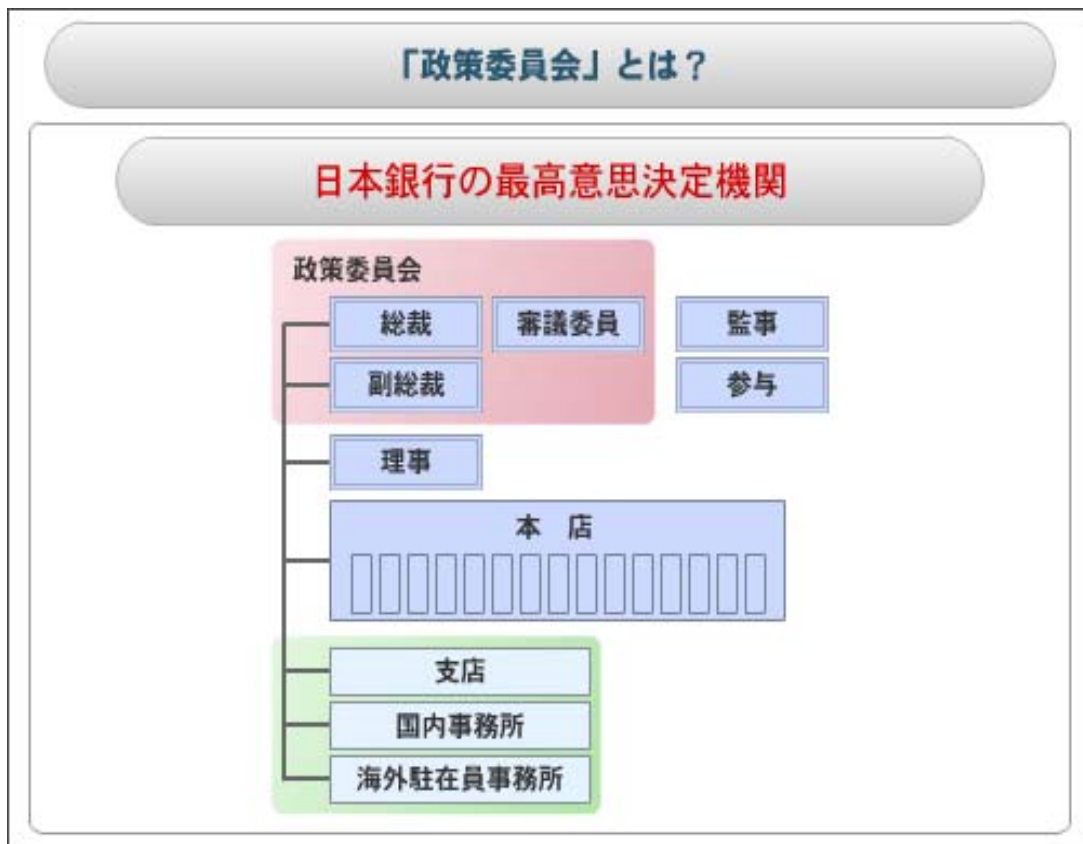 「政策委員会」とは？
日本銀行の最高意思決定機関
政策委員会
総裁
審議委員
監事
副総裁
参与
理事
本　店
支店
国内事務所
海外駐在員事務所